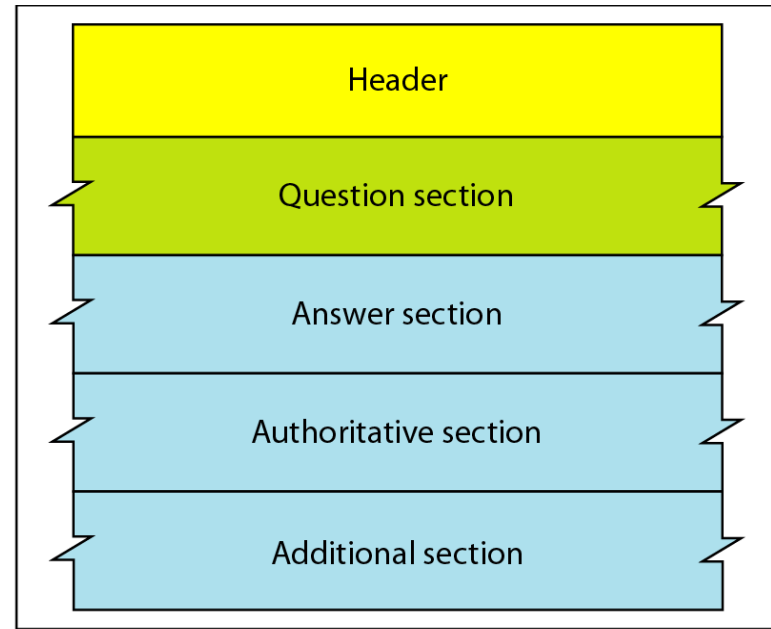 Header
Question section
Answer section
Authoritative section
Additional section